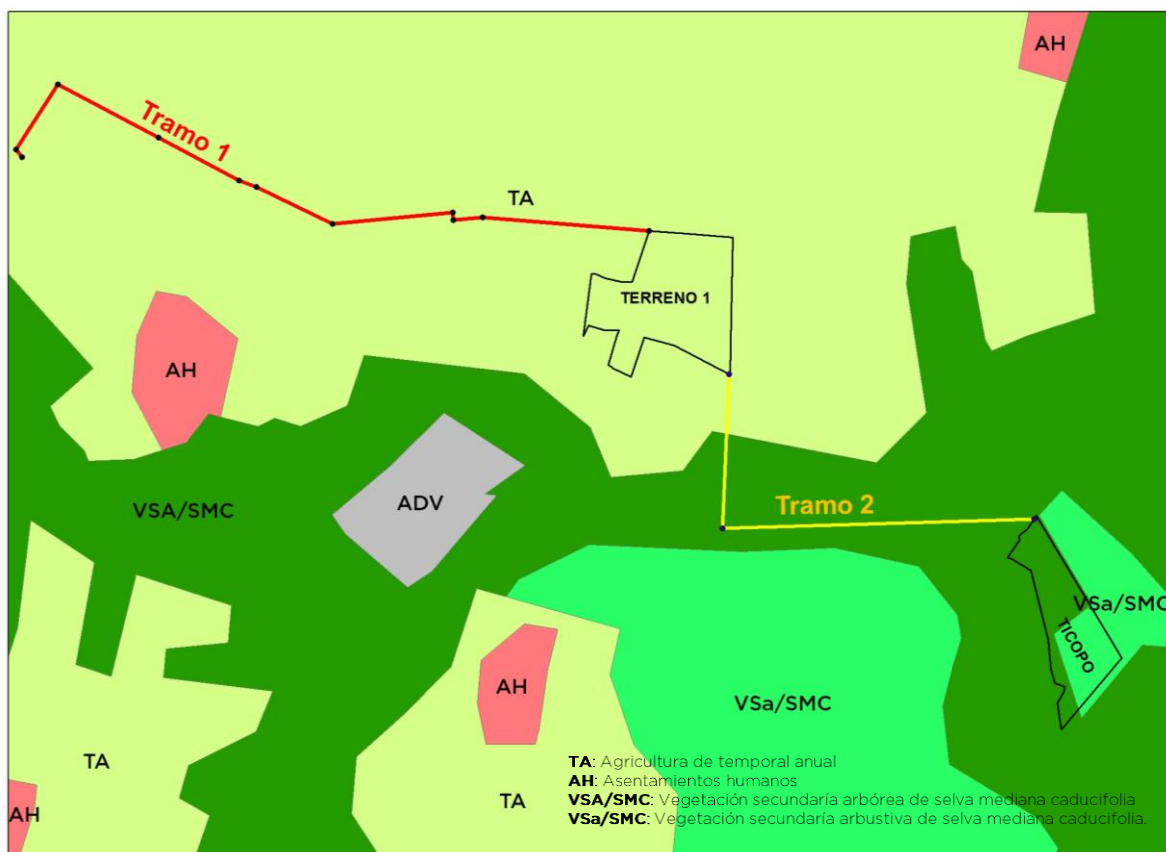 AH
Tramo 1
TA
TERRENO 1
AH
ADV
VSA/SMC
Tramo 2
VSa/SMC
TICOPO
AH
VSa/SMC
TA
TA
AH
TA: Agricultura de temporal anual
AH: Asentamientos humanos
VSA/SMC: Vegetación secundaría arbórea de selva mediana caducifolia
VSa/SMC: Vegetación secundaría arbustiva de selva mediana caducifolia.